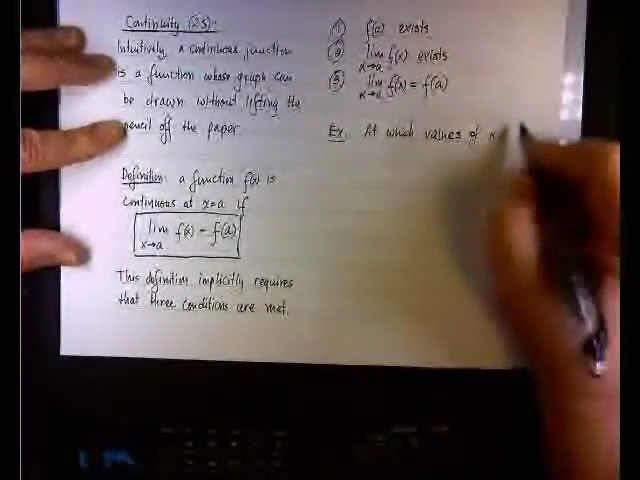 Continuity (2.5):
Intuitively, a continuous function
is a function whose graph can
be drawn without lifting the
pencil off the paper
Definition: a function f(x) is
continuous at x=a if
lim f(x) = f(a)
x→a
This definition implicitly requires
that three conditions are met.
① f(a) exists
② lim f(x) exists
x→a
③ lim f(x) = f(a)
x→a
Ex. At which values of x